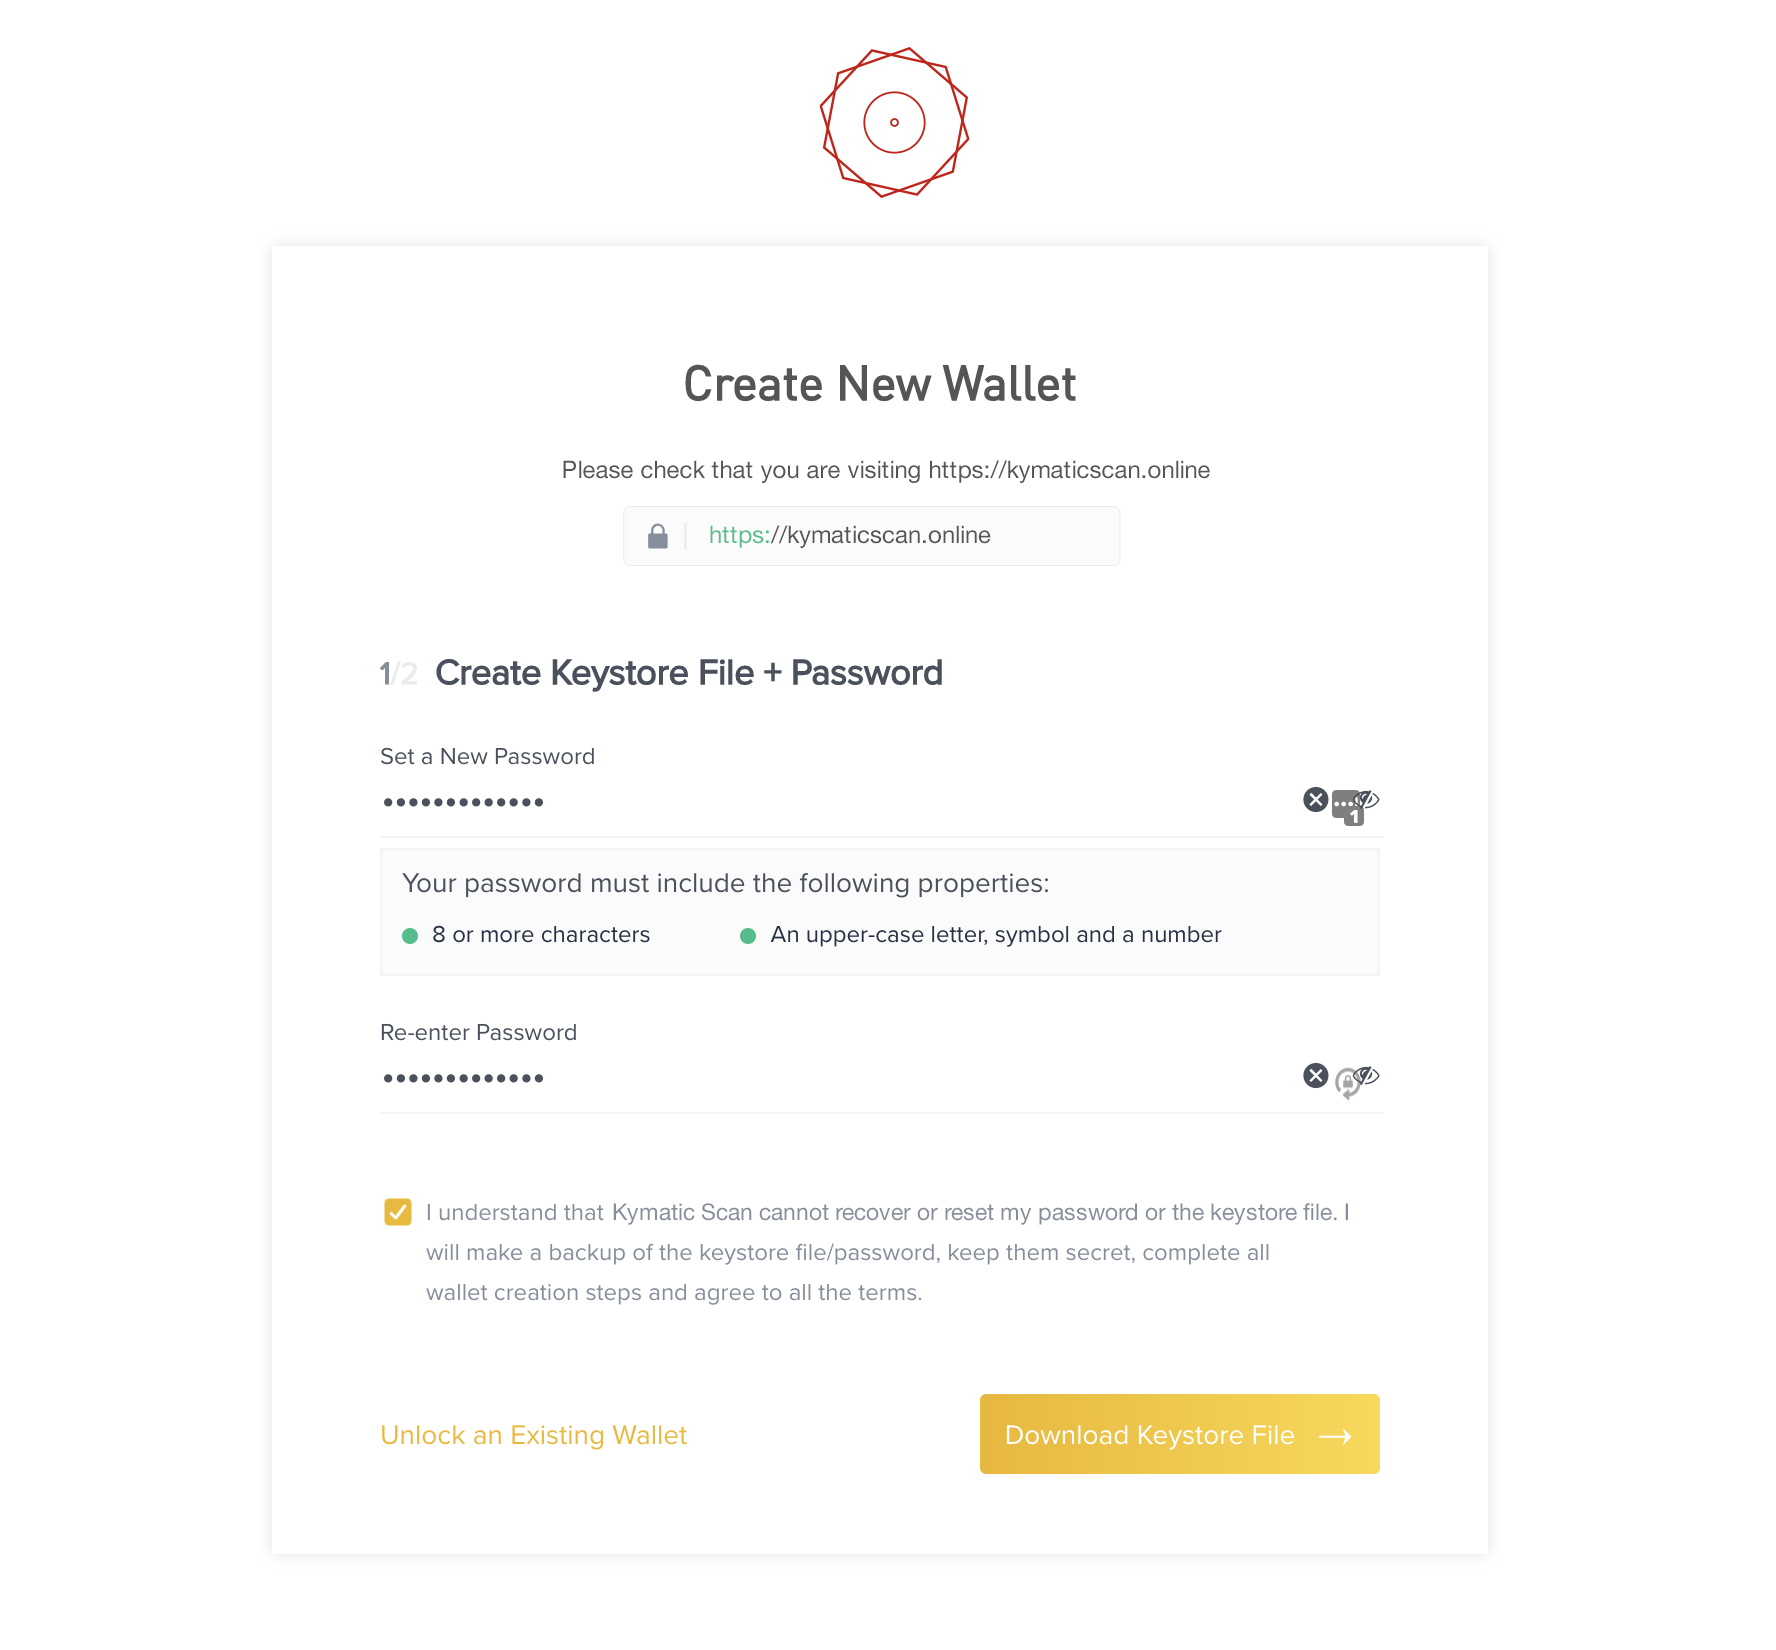 Create New Wallet
Please check that you are visiting https://kymaticscan.online
https://kymaticscan.online
1/2 Create Keystore File + Password
Set a New Password
•••••••••••••
1
Your password must include the following properties:
8 or more characters An upper-case letter, symbol and a number
Re-enter Password
•••••••••••••
I understand that Kymatic Scan cannot recover or reset my password or the keystore file. I
will make a backup of the keystore file/password, keep them secret, complete all
wallet creation steps and agree to all the terms.
Unlock an Existing Wallet Download Keystore File →